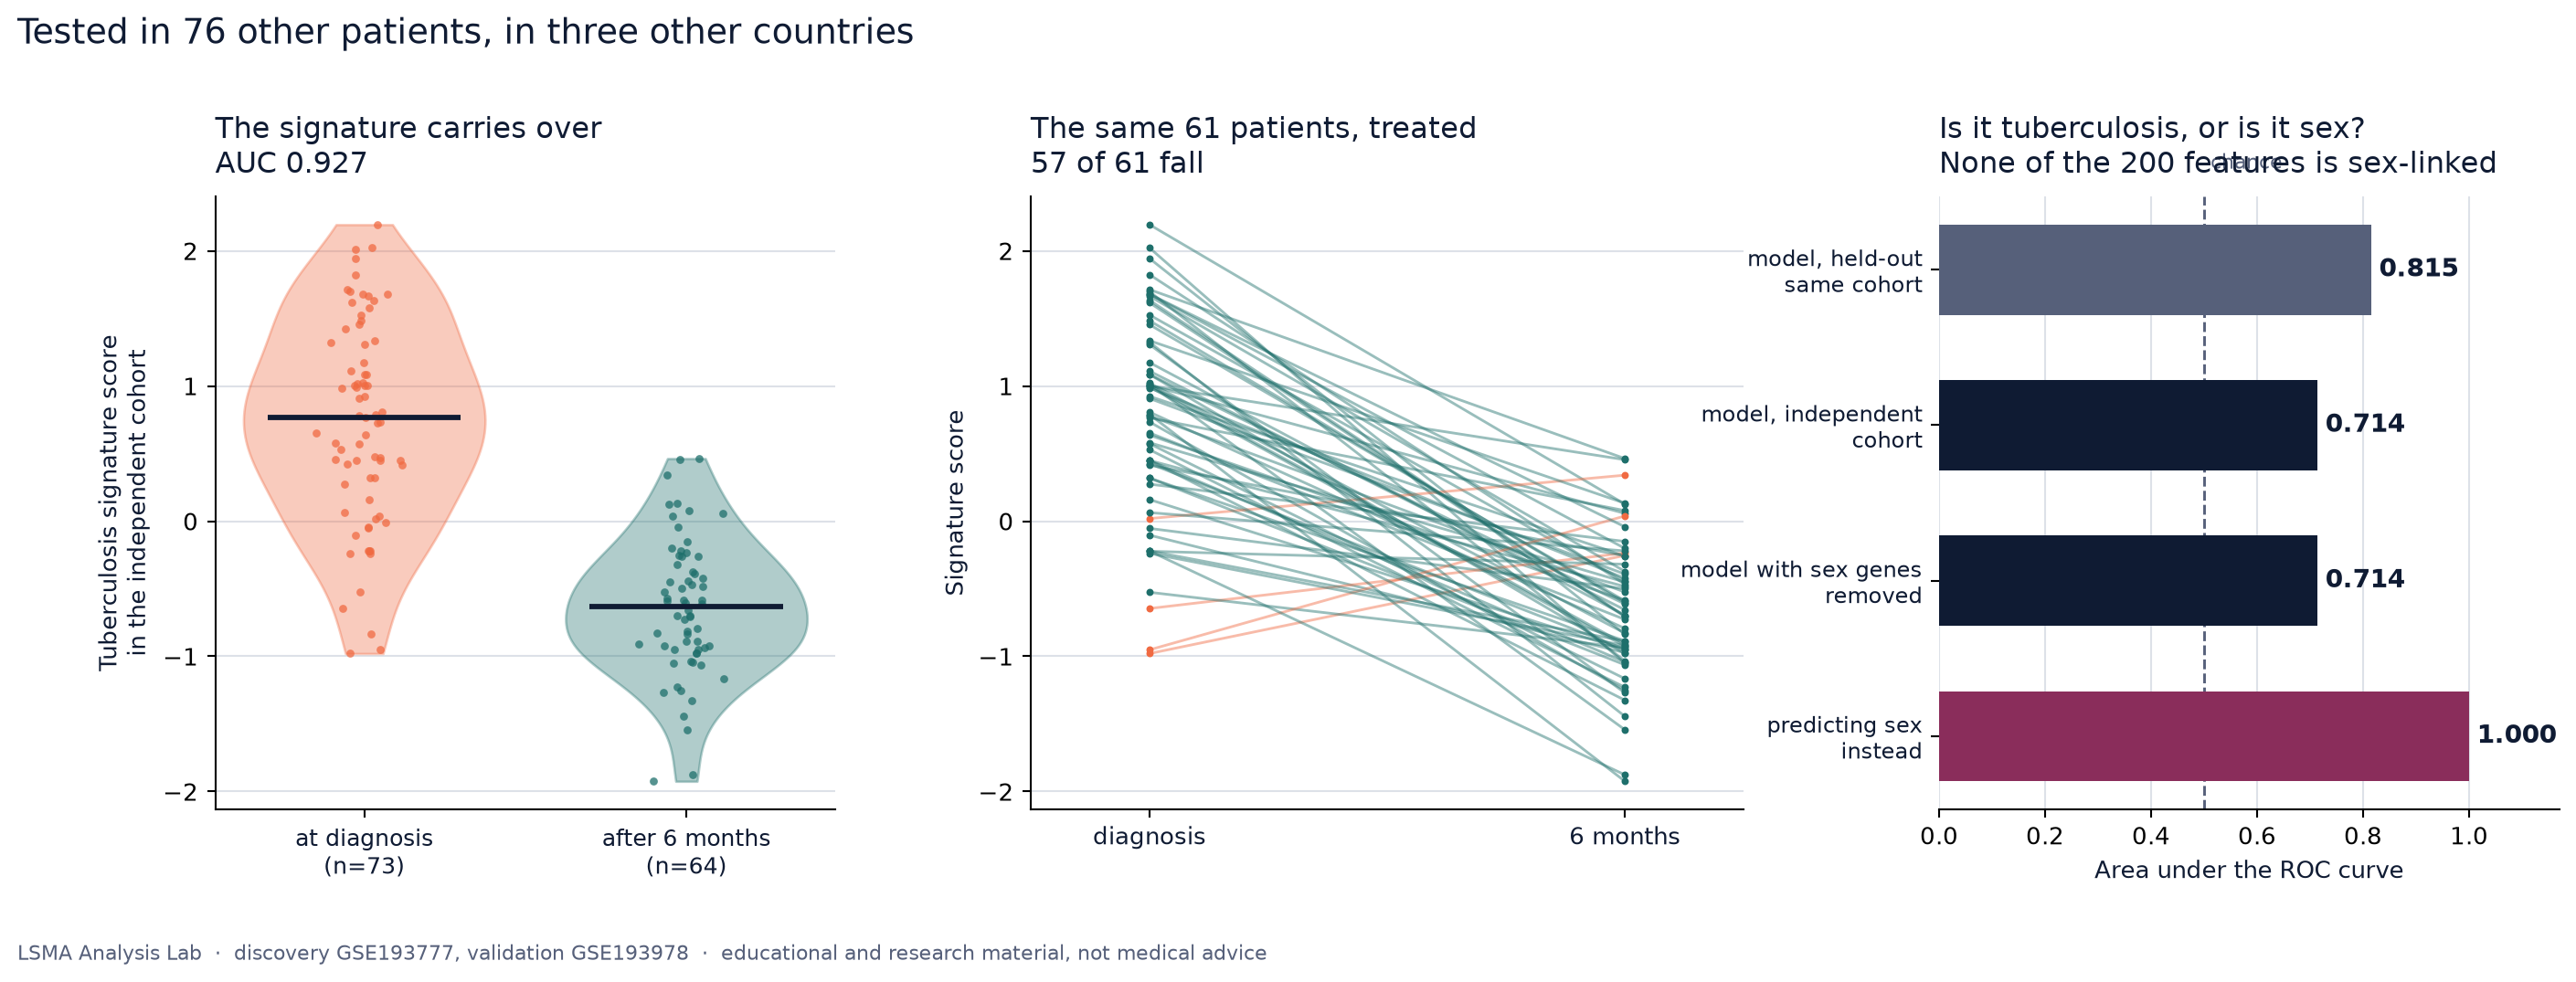 Tested in 76 other patients, in three other countries
The signature carries over
AUC 0.927
Tuberculosis signature score
in the independent cohort
2
1
0
−1
−2
at diagnosis
(n=73)
after 6 months
(n=64)
The same 61 patients, treated
57 of 61 fall
Signature score
2
1
0
−1
−2
diagnosis
6 months
Is it tuberculosis, or is it sex?
None of the 200 features is sex-linked
chance
model, held-out
same cohort
0.815
model, independent
cohort
0.714
model with sex genes
removed
0.714
predicting sex
instead
1.000
0.0 0.2 0.4 0.6 0.8 1.0
Area under the ROC curve
LSMA Analysis Lab · discovery GSE193777, validation GSE193978 · educational and research material, not medical advice